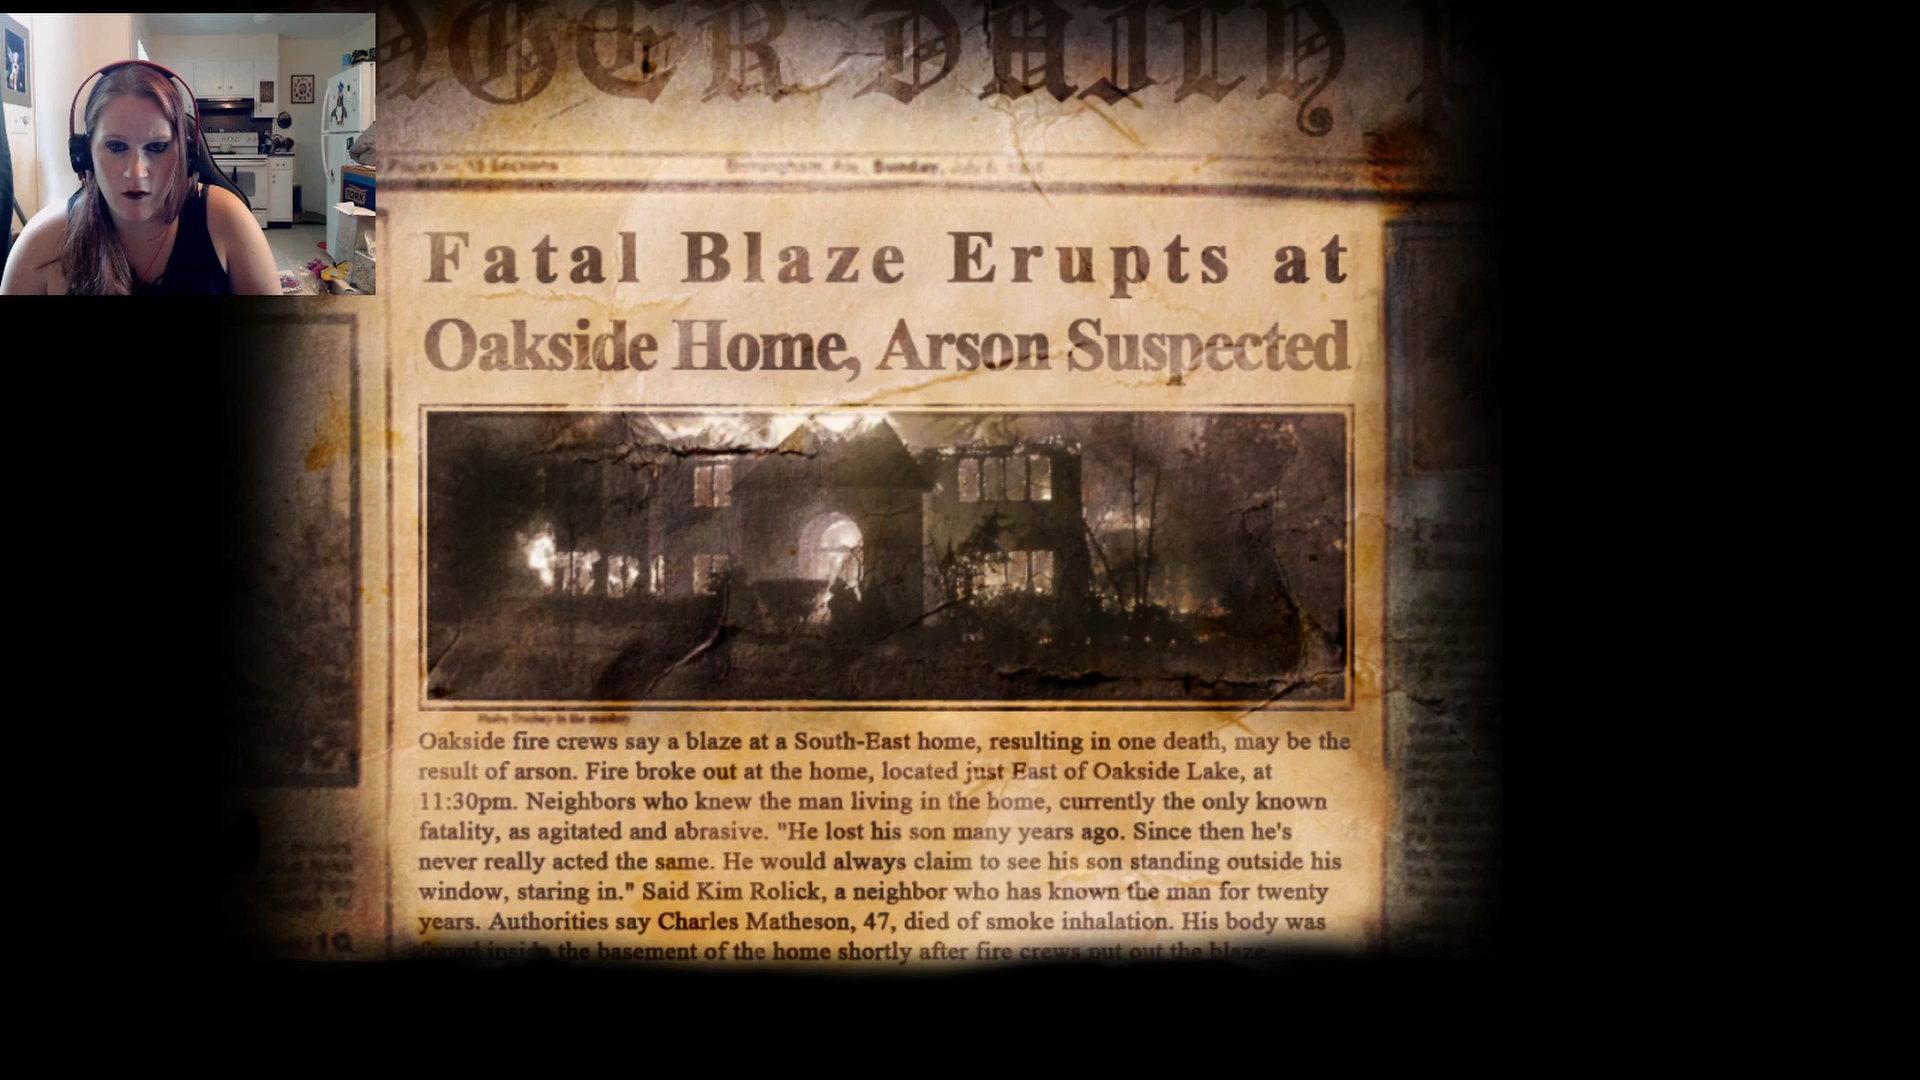 DAILY
Sunday,
Fatal Blaze Erupts at
Oakside Home, Arson Suspected
Oakside fire crews say a blaze at a South-East home, resulting in one death, may be the
result of arson. Fire broke out at the home, located just East of Oakside Lake, at
11:30pm. Neighbors who knew the man living in the home, currently the only known
fatality, as agitated and abrasive. "He lost his son many years ago. Since then he's
never really acted the same. He would always claim to see his son standing outside his
window, staring in." Said Kim Rolick, a neighbor who has known the man for twenty
years. Authorities say Charles Matheson, 47, died of smoke inhalation. His body was
found inside the basement of the home shortly after fire crews put out the blaze.